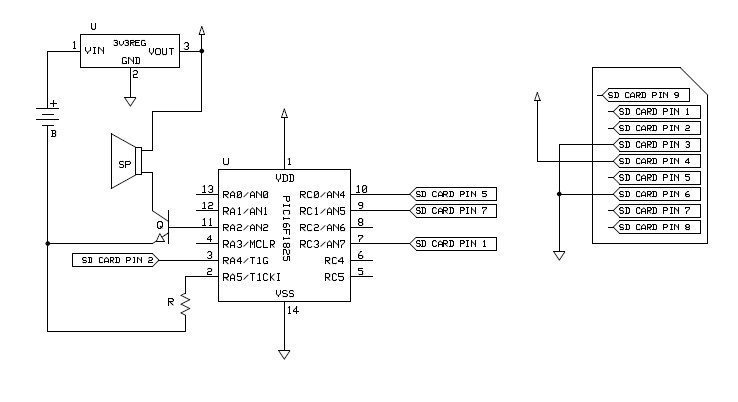 U
3v3REG
1 VIN VOUT 3
GND
2
+
B
SP
Q
U
1
VDD
PIC16F1825
13 RA0/AN0 RC0/AN4 10 SD CARD PIN 5
12 RA1/AN1 RC1/AN5 9 SD CARD PIN 7
11 RA2/AN2 RC2/AN6 8
4 RA3/MCLR RC3/AN7 7 SD CARD PIN 1
SD CARD PIN 2 3 RA4/T1G RC4 6
2 RA5/T1CKI RC5 5
VSS
14
R
SD CARD PIN 9
SD CARD PIN 1
SD CARD PIN 2
SD CARD PIN 3
SD CARD PIN 4
SD CARD PIN 5
SD CARD PIN 6
SD CARD PIN 7
SD CARD PIN 8